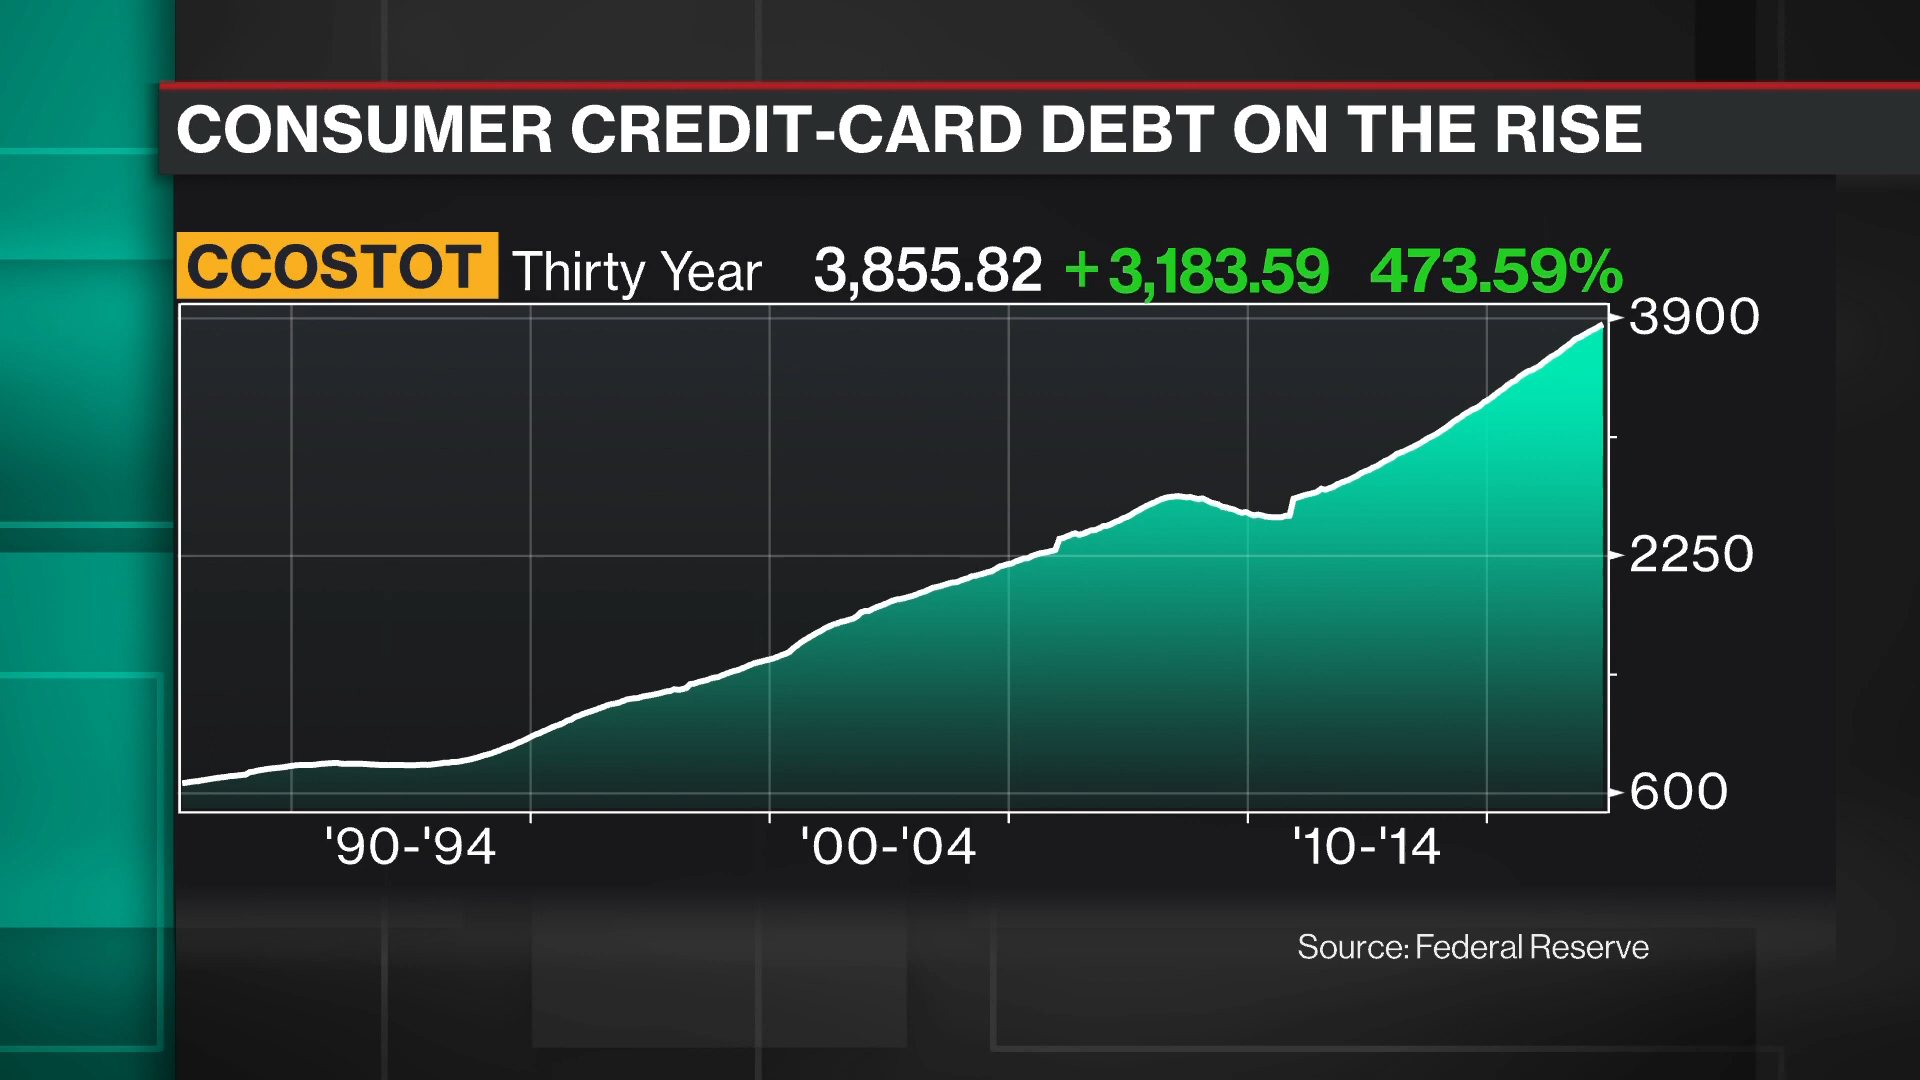 CONSUMER CREDIT-CARD DEBT ON THE RISE
CCOSTOT Thirty Year 3,855.82 +3,183.59 473.59%
3900
2250
600
'90-'94 '00-'04 '10-'14
Source: Federal Reserve